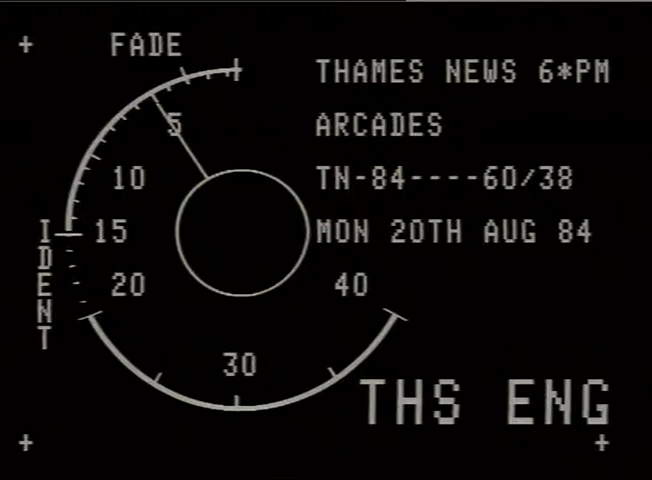 FADE
THAMES NEWS 6*PM
5
ARCADES
10
TN-84----60/38
15
MON 20TH AUG 84
IDENT
20
40
30
THS ENG